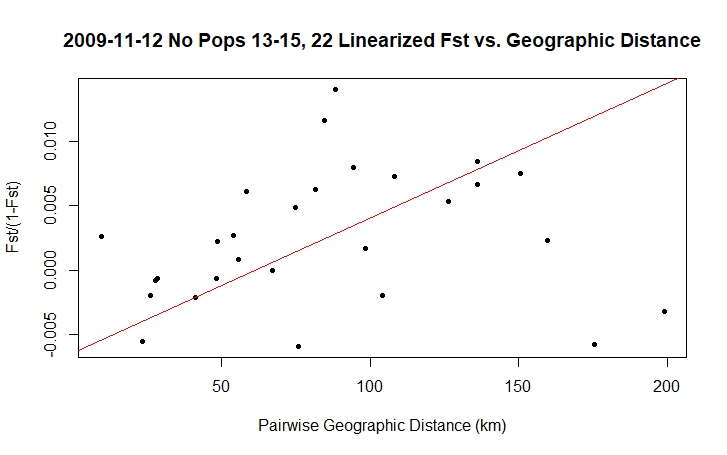 2009-11-12 No Pops 13-15, 22 Linearized Fst vs. Geographic Distance
Fst/(1-Fst)
0.010
0.005
0.000
-0.005
50 100 150 200
Pairwise Geographic Distance (km)